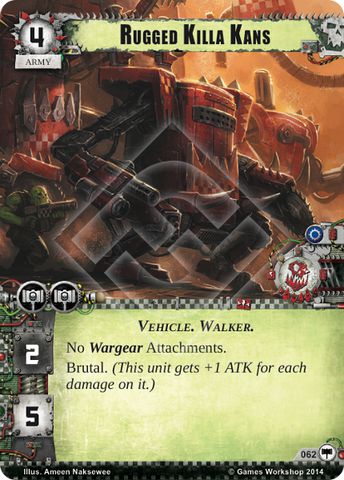 4
RUGGED KILLA KANS
ARMY
VEHICLE. WALKER.
2
No Wargear Attachments.
Brutal. (This unit gets +1 ATK for each
damage on it.)
5
062
Illus. Ameen Naksewee
© Games Workshop 2014